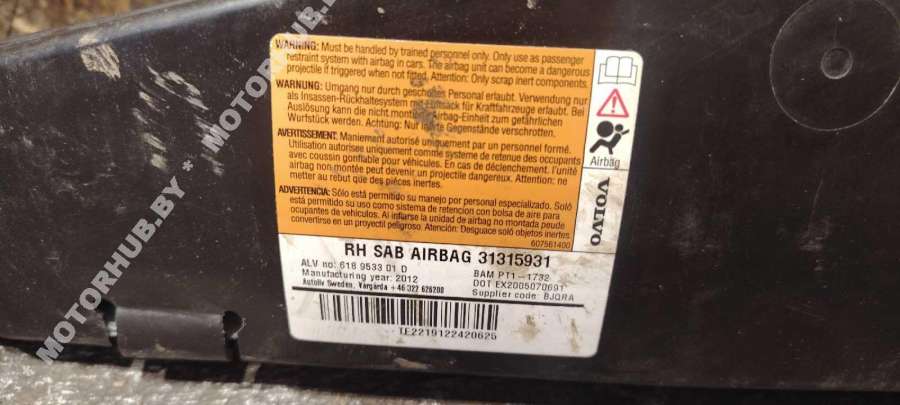 WARNING: Must be handled by trained personnel only. Only use as passenger
restraint system with airbag in cars. The airbag unit can become a dangerous
projectile if triggered when not fitted. Attention: Only scrap inert components.
WARNUNG: Umgang nur durch geschultes Personal erlaubt. Verwendung nur
als Insassen-Rückhaltesystem mit Luftsack für Kraftfahrzeuge erlaubt. Bei
Auslösung kann die nicht montierte Airbag-Einheit zum gefährlichen
Wurfstück werden. Achtung: Nur inerte Gegenstände verschrotten.
AVERTISSEMENT: Maniement autorisé uniquement par un personnel formé.
Utilisation autorisee uniquement comme systeme de retenue des occupants
avec coussin gonflable pour véhicules. En cas de déclenchement, l'unité
airbag non montée peut devenir un projectile dangereux. Attention: ne
mettre au rebut que des pièces inertes.
ADVERTENCIA: Sólo está permitido su manejo por personal especializado. Soló
está permitido su uso como sistema de retencion con bolsa de aire para
ocupantes de vehículos. Al inflarse la unidad de airbag no montada puede
convertirse en un proyectil peligroso. Atención: Desguace soló objetos inertes.
607561400
Airbag
VOLVO
RH SAB AIRBAG 31315931
ALV no: 618 9533 01 D
BAM PT1-1732
Manufacturing year: 2012
DOT EX2005070691
Autoliv Sweden, Vargarda +46 322 626200
Supplier code: BJQRA
TE2219122420625
* MOTORHUB.BY * MOTORHUB.BY *